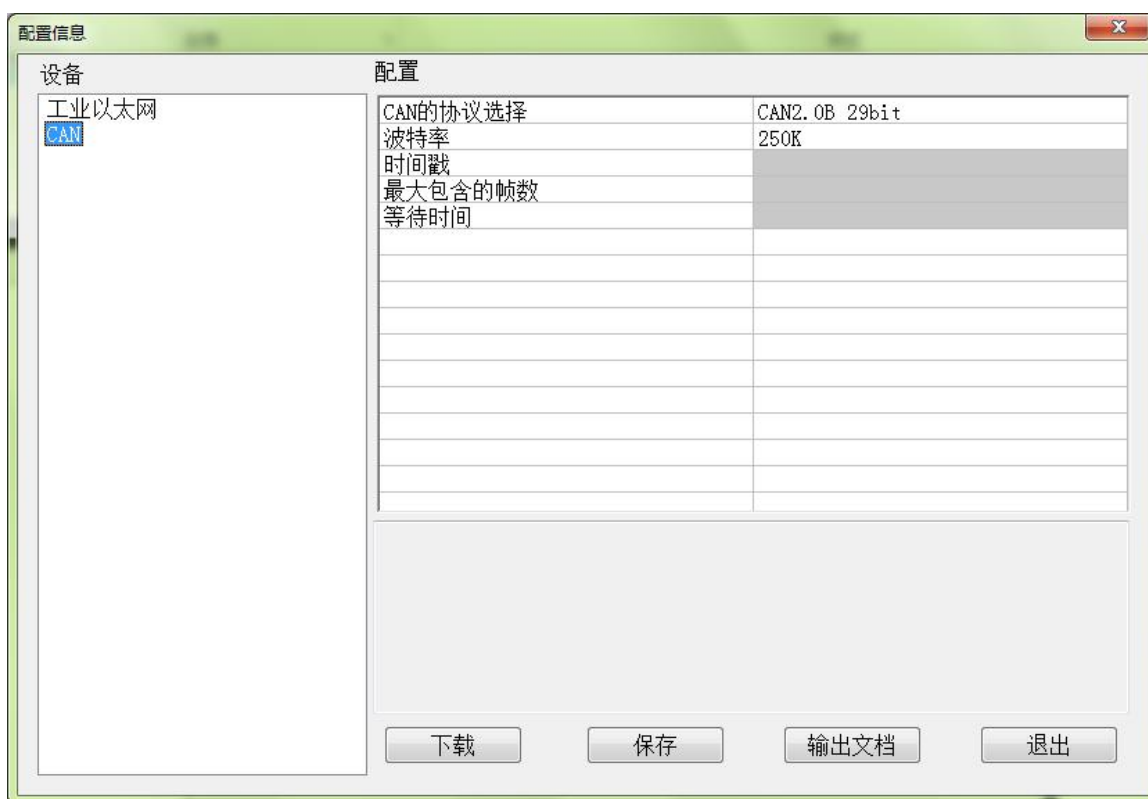 配置信息
设备
配置
工业以太网
CAN
CAN的协议选择 CAN2.0B 29bit
波特率 250K
时间戳
最大包含的帧数
等待时间
下载 保存 输出文档 退出